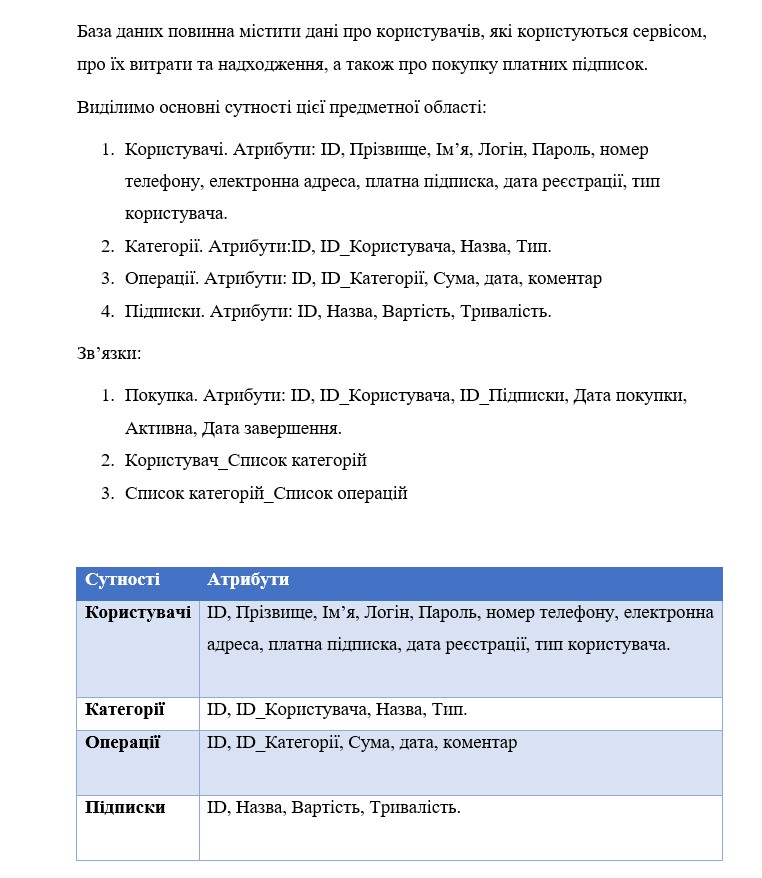 База даних повинна містити дані про користувачів, які користуються сервісом,
про їх витрати та надходження, а також про покупку платних підписок.
Виділимо основні сутності цієї предметної області:
1. Користувачі. Атрибути: ID, Прізвище, Ім’я, Логін, Пароль, номер
телефону, електронна адреса, платна підписка, дата реєстрації, тип
користувача.
2. Категорії. Атрибути:ID, ID_Користувача, Назва, Тип.
3. Операції. Атрибути: ID, ID_Категорії, Сума, дата, коментар
4. Підписки. Атрибути: ID, Назва, Вартість, Тривалість.
Зв’язки:
1. Покупка. Атрибути: ID, ID_Користувача, ID_Підписки, Дата покупки,
Активна, Дата завершення.
2. Користувач_Список категорій
3. Список категорій_Список операцій
Сутності Атрибути
Користувачі ID, Прізвище, Ім’я, Логін, Пароль, номер телефону, електронна
адреса, платна підписка, дата реєстрації, тип користувача.
Категорії ID, ID_Користувача, Назва, Тип.
Операції ID, ID_Категорії, Сума, дата, коментар
Підписки ID, Назва, Вартість, Тривалість.